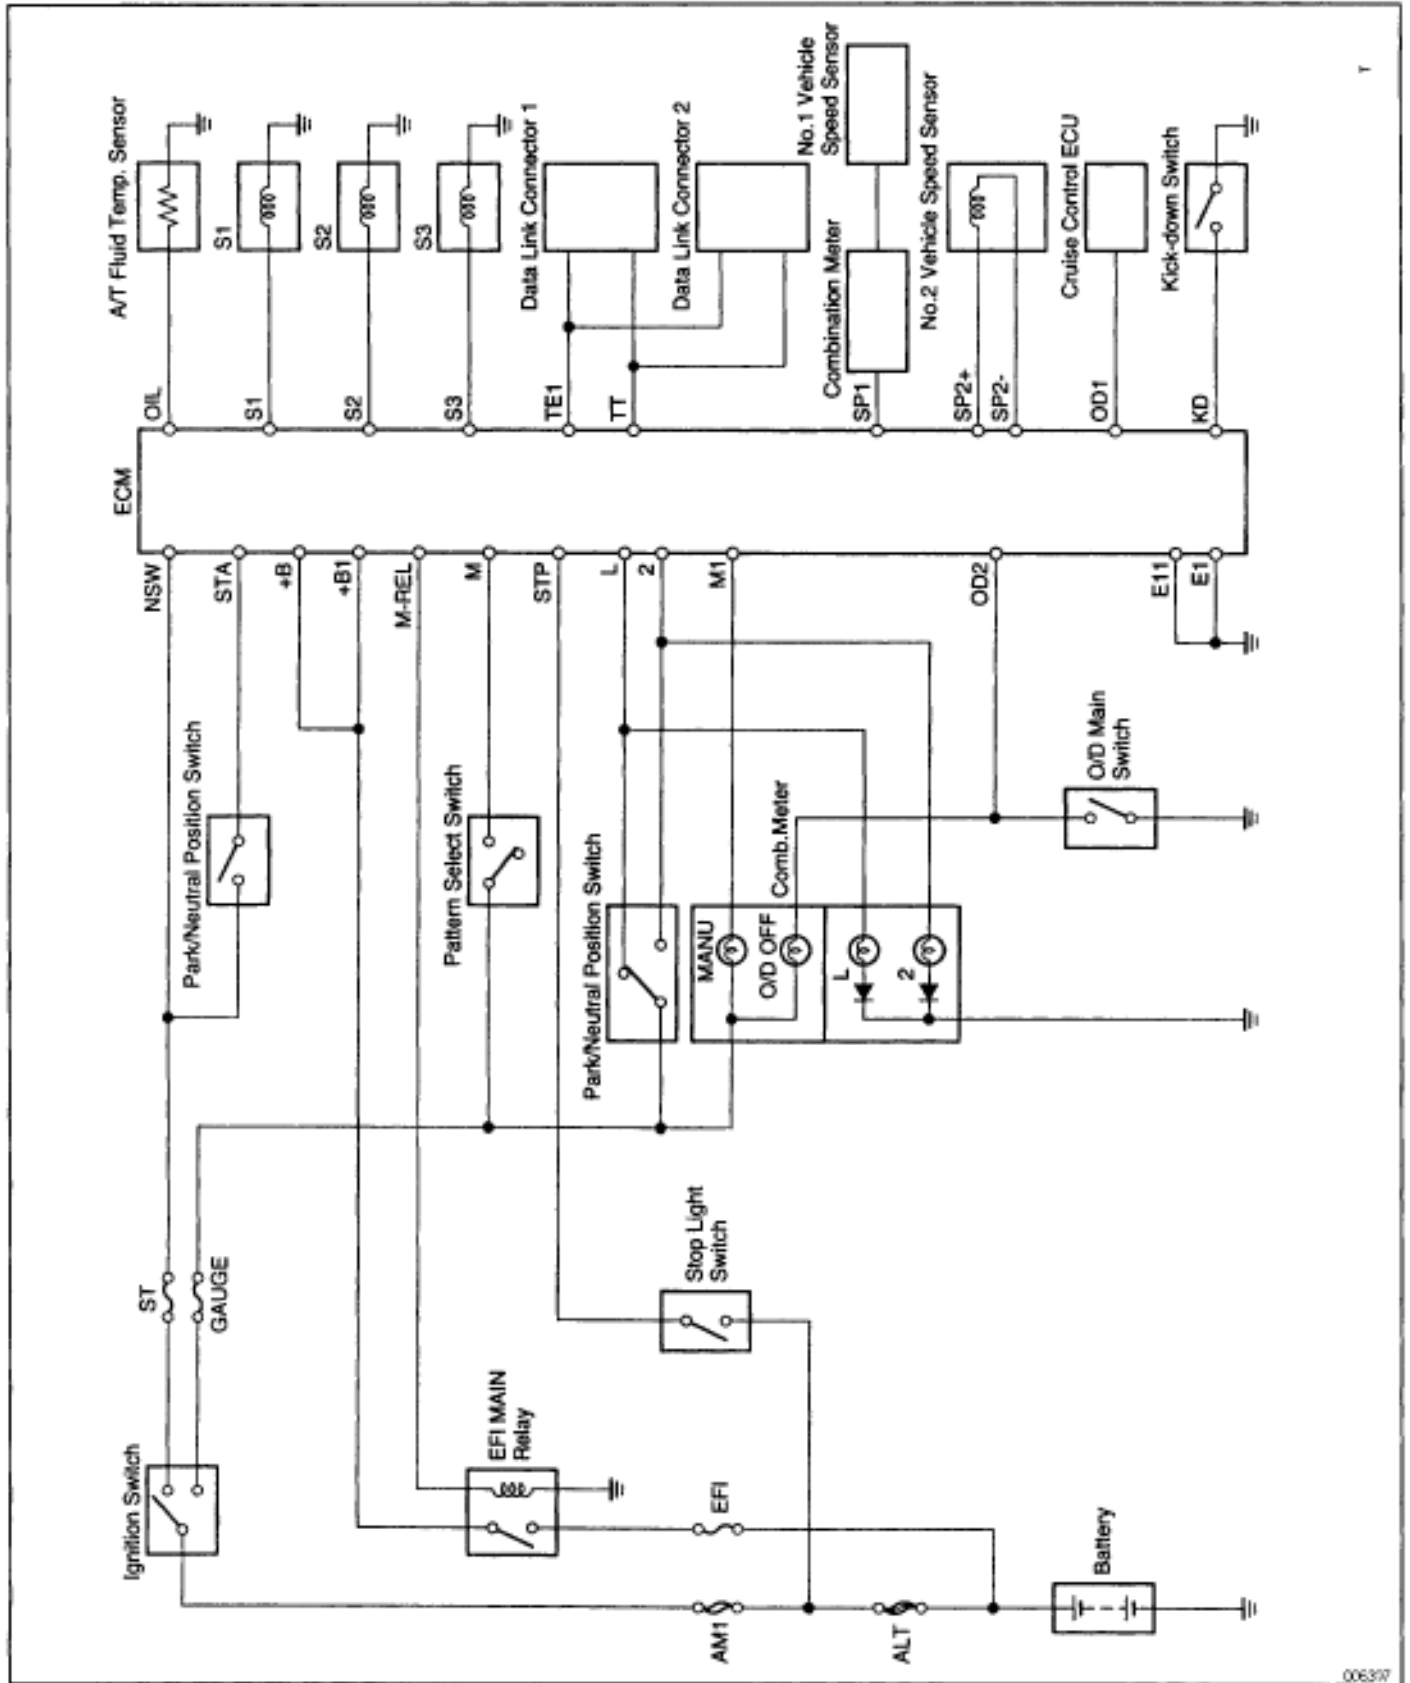 A/T Fluid Temp. Sensor
S1
S2
S3
Data Link Connector 1
Data Link Connector 2
No.1 Vehicle
Speed Sensor
Combination Meter
No.2 Vehicle Speed Sensor
Cruise Control ECU
Kick-down Switch
OIL
S1
S2
S3
TE1
TT
SP1
SP2+
SP2-
OD1
KD
ECM
NSW
STA
+B
+B1
M-REL
M
STP
L
2
M1
OD2
E11
E1
Park/Neutral Position Switch
Pattern Select Switch
Park/Neutral Position Switch
Comb.Meter
MANU
O/D OFF
L
2
O/D Main
Switch
ST
GAUGE
Stop Light
Switch
Ignition Switch
EFI MAIN
Relay
EFI
AM1
ALT
Battery
T
006397